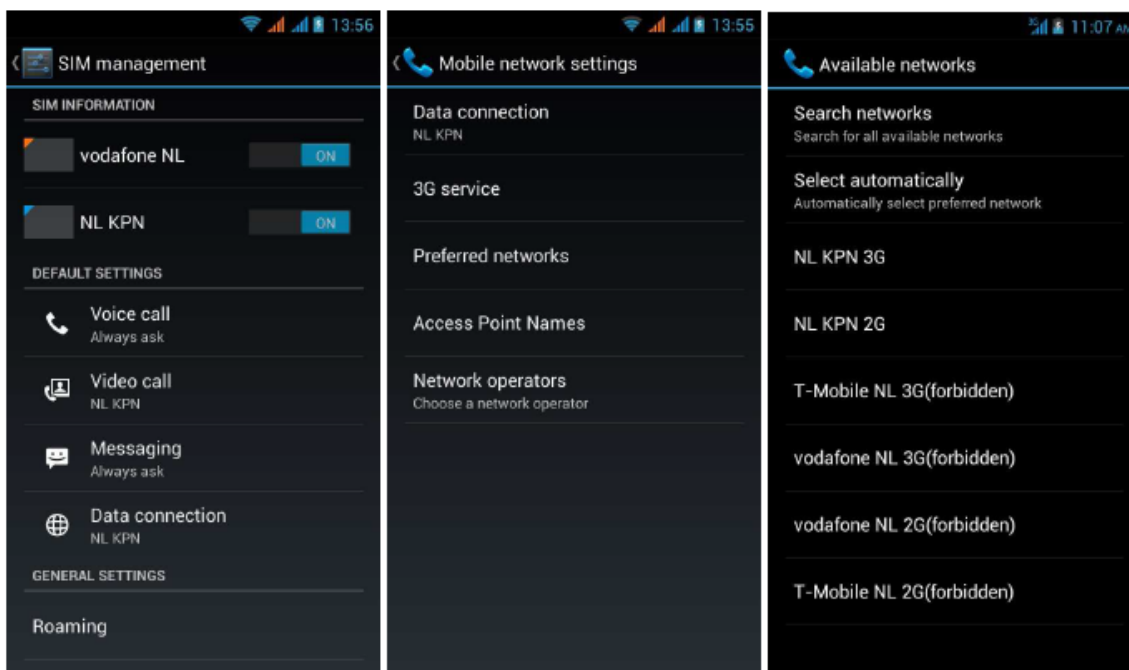 13:56
SIM management
SIM INFORMATION
vodafone NL
ON
NL KPN
ON
DEFAULT SETTINGS
Voice call
Always ask
Video call
NL KPN
Messaging
Always ask
Data connection
NL KPN
GENERAL SETTINGS
Roaming
13:55
Mobile network settings
Data connection
NL KPN
3G service
Preferred networks
Access Point Names
Network operators
Choose a network operator
3G
11:07 AM
Available networks
Search networks
Search for all available networks
Select automatically
Automatically select preferred network
NL KPN 3G
NL KPN 2G
T-Mobile NL 3G(forbidden)
vodafone NL 3G(forbidden)
vodafone NL 2G(forbidden)
T-Mobile NL 2G(forbidden)